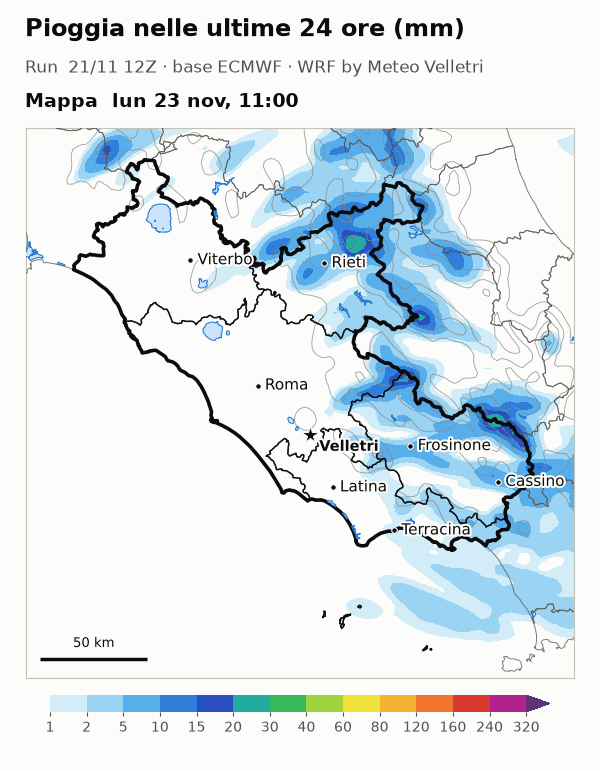 Pioggia nelle ultime 24 ore (mm)
Run  21/11 12Z · base ECMWF · WRF by Meteo Velletri
Mappa  lun 23 nov, 11:00
Viterbo
Rieti
Roma
Velletri
Frosinone
Latina
Cassino
Terracina
50 km
1 2 5 10 15 20 30 40 60 80 120 160 240 320